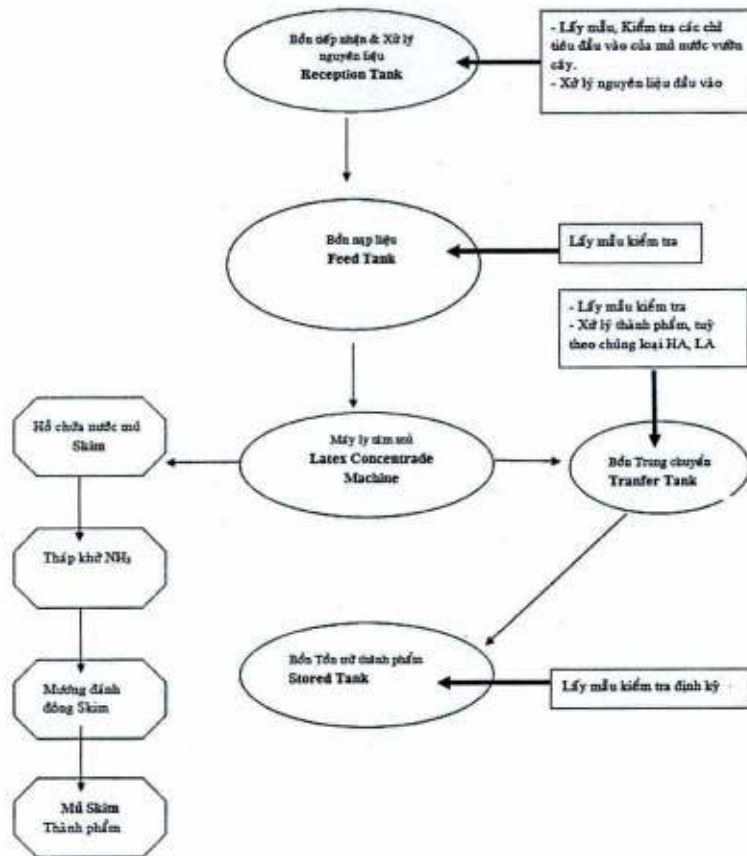 Bồn tiếp nhận & Xử lý
nguyên liệu
Reception Tank
- Lấy mẫu, Kiểm tra các chỉ
tiêu đầu vào của mủ nước vườn
cây.
- Xử lý nguyên liệu đầu vào
Bồn nạp liệu
Feed Tank
Lấy mẫu kiểm tra
- Lấy mẫu kiểm tra
- Xử lý thành phẩm, tuỳ
theo chủng loại HA, LA
Hồ chứa nước mủ
Skim
Máy ly tâm mủ
Latex Concentrade
Machine
Bồn Trung chuyển
Tranfer Tank
Tháp khử NH₃
Bồn Tồn trữ thành phẩm
Stored Tank
Lấy mẫu kiểm tra định kỳ
Mương đánh
đông Skim
Mủ Skim
Thành phẩm